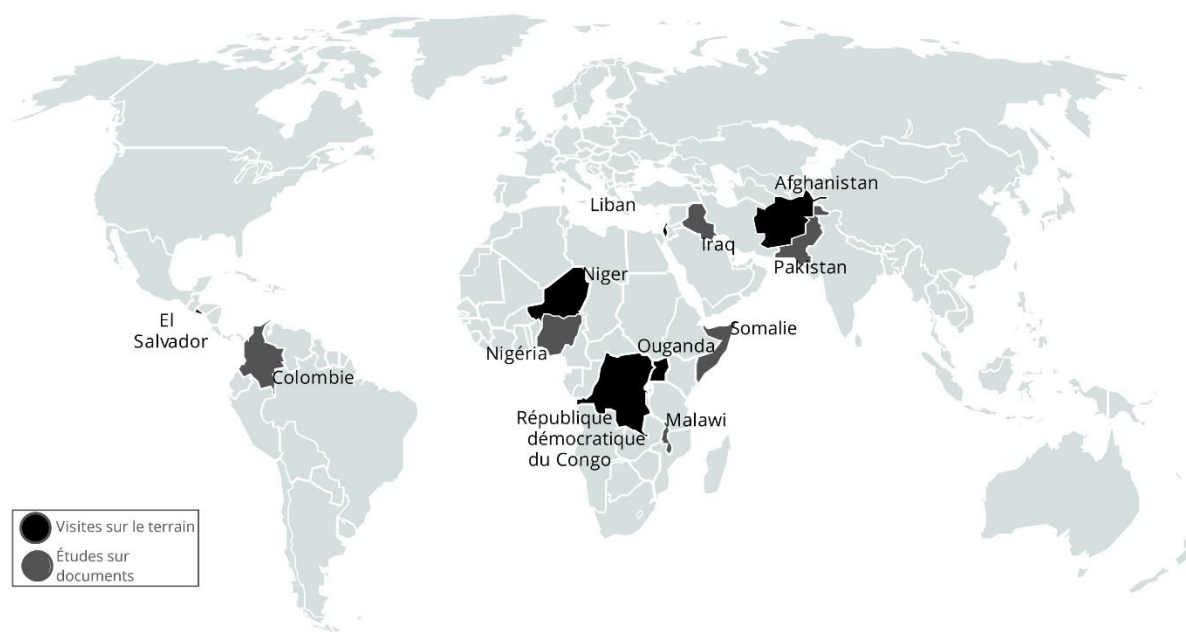 Afghanistan
Liban
Iraq
Pakistan
Niger
El
Salvador
Somalie
Nigéria
Ouganda
Colombie
République
démocratique
du Congo
Malawi
Visites sur le terrain
Études sur
documents